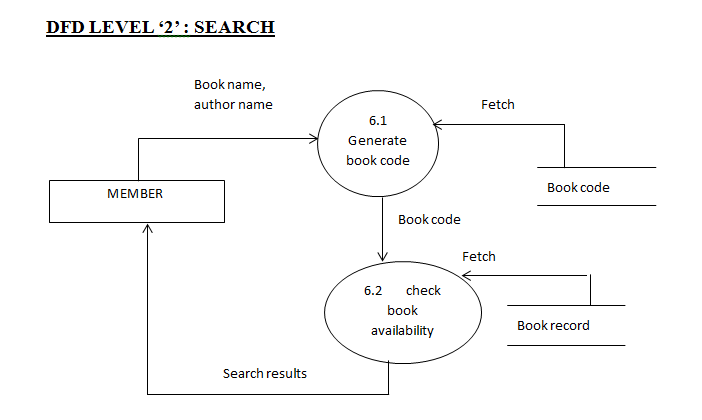 DFD LEVEL ‘2’ : SEARCH
Book name,
author name
Fetch
6.1
Generate
book code
Book code
MEMBER
Book code
Fetch
6.2 check
book
availability
Book record
Search results